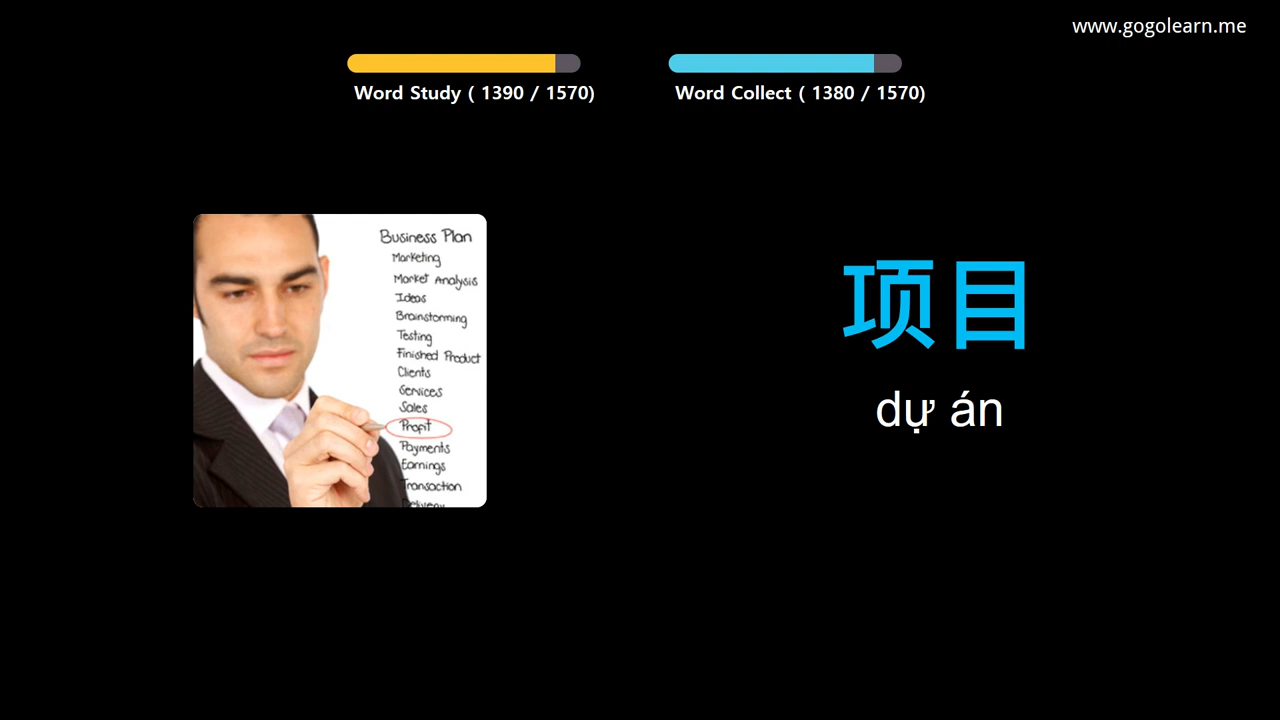 www.gogolearn.me
Word Study ( 1390 / 1570)
Word Collect ( 1380 / 1570)
Business Plan
Marketing
Market Analysis
Ideas
Brainstorming
Testing
Finished Product
Clients
Services
Sales
Profit
Payments
Earnings
Transaction
Delivery
项目
dự án